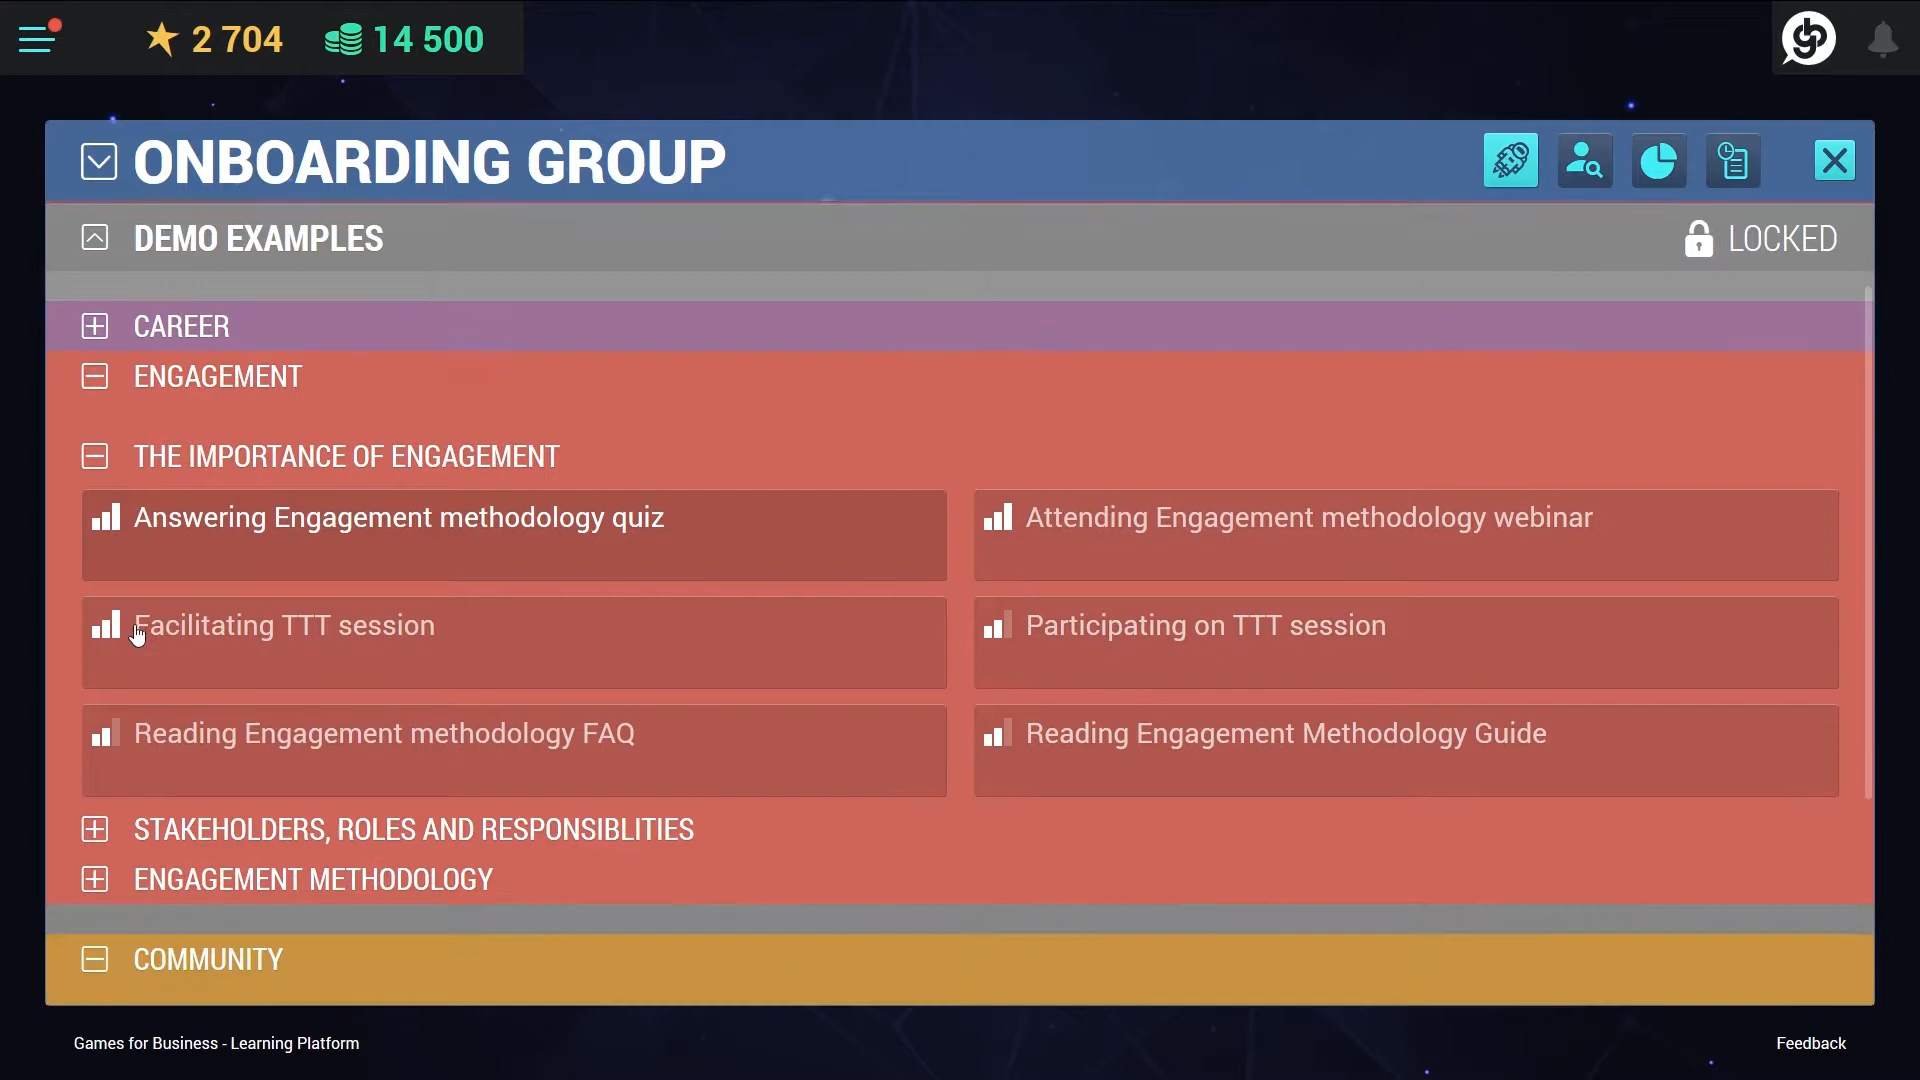 2 704
14 500
ONBOARDING GROUP
DEMO EXAMPLES
LOCKED
CAREER
ENGAGEMENT
THE IMPORTANCE OF ENGAGEMENT
Answering Engagement methodology quiz
Attending Engagement methodology webinar
Facilitating TTT session
Participating on TTT session
Reading Engagement methodology FAQ
Reading Engagement Methodology Guide
STAKEHOLDERS, ROLES AND RESPONSIBLITIES
ENGAGEMENT METHODOLOGY
COMMUNITY
Games for Business - Learning Platform
Feedback